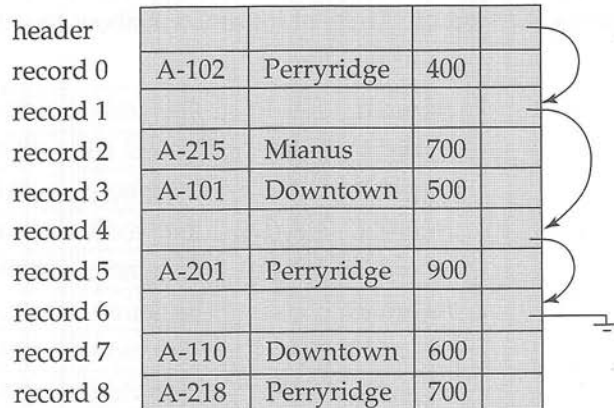 header
record 0 A-102 Perryridge 400
record 1
record 2 A-215 Mianus 700
record 3 A-101 Downtown 500
record 4
record 5 A-201 Perryridge 900
record 6
record 7 A-110 Downtown 600
record 8 A-218 Perryridge 700